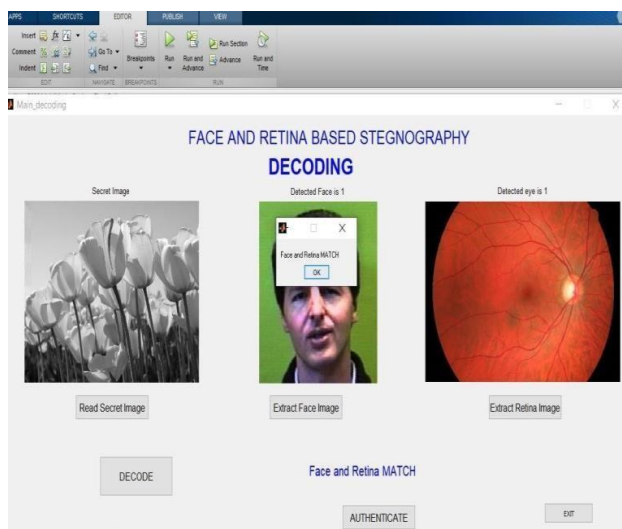 APPS SHORTCUTS EDITOR PUBLISH VIEW
Insert fx
Comment Go To
Indent Find
Breakpoints Run Run and Advance Run Section Advance Run and Time
EDIT NAVIGATE BREAKPOINTS RUN
Main_decoding
FACE AND RETINA BASED STEGNOGRAPHY
DECODING
Secret Image Detected Face is 1 Detected eye is 1
Face and Retina MATCH
OK
Read Secret Image Extract Face Image Extract Retina Image
DECODE
Face and Retina MATCH
AUTHENTICATE
EXIT